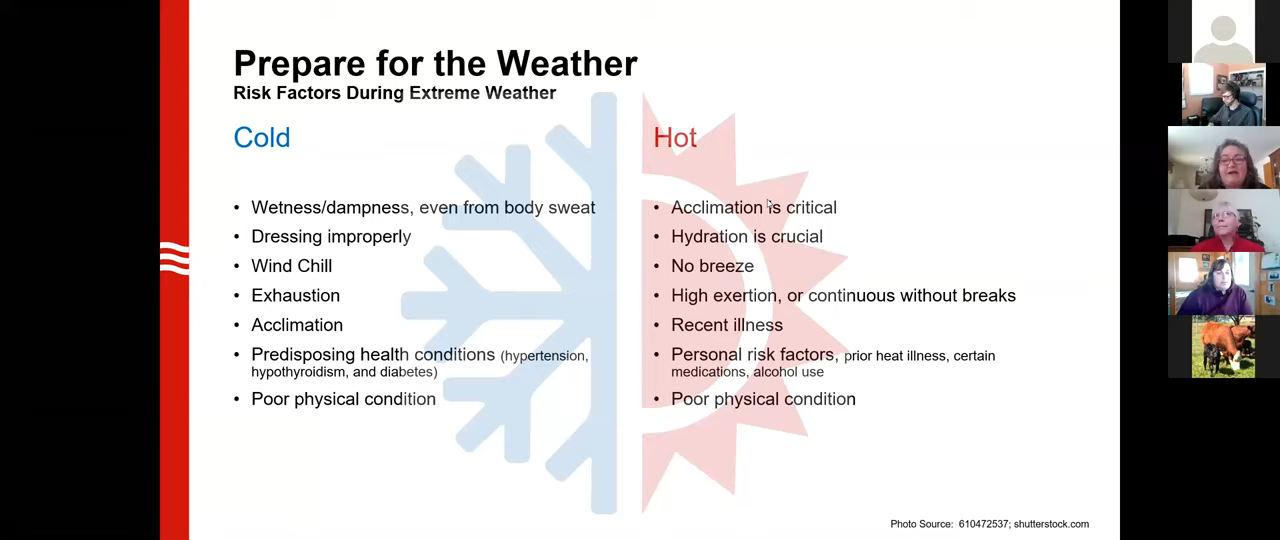 Prepare for the Weather
Risk Factors During Extreme Weather
Cold
• Wetness/dampness, even from body sweat
• Dressing improperly
• Wind Chill
• Exhaustion
• Acclimation
• Predisposing health conditions (hypertension,
hypothyroidism, and diabetes)
• Poor physical condition
Hot
• Acclimation is critical
• Hydration is crucial
• No breeze
• High exertion, or continuous without breaks
• Recent illness
• Personal risk factors, prior heat illness, certain
medications, alcohol use
• Poor physical condition
Photo Source: 610472537; shutterstock.com